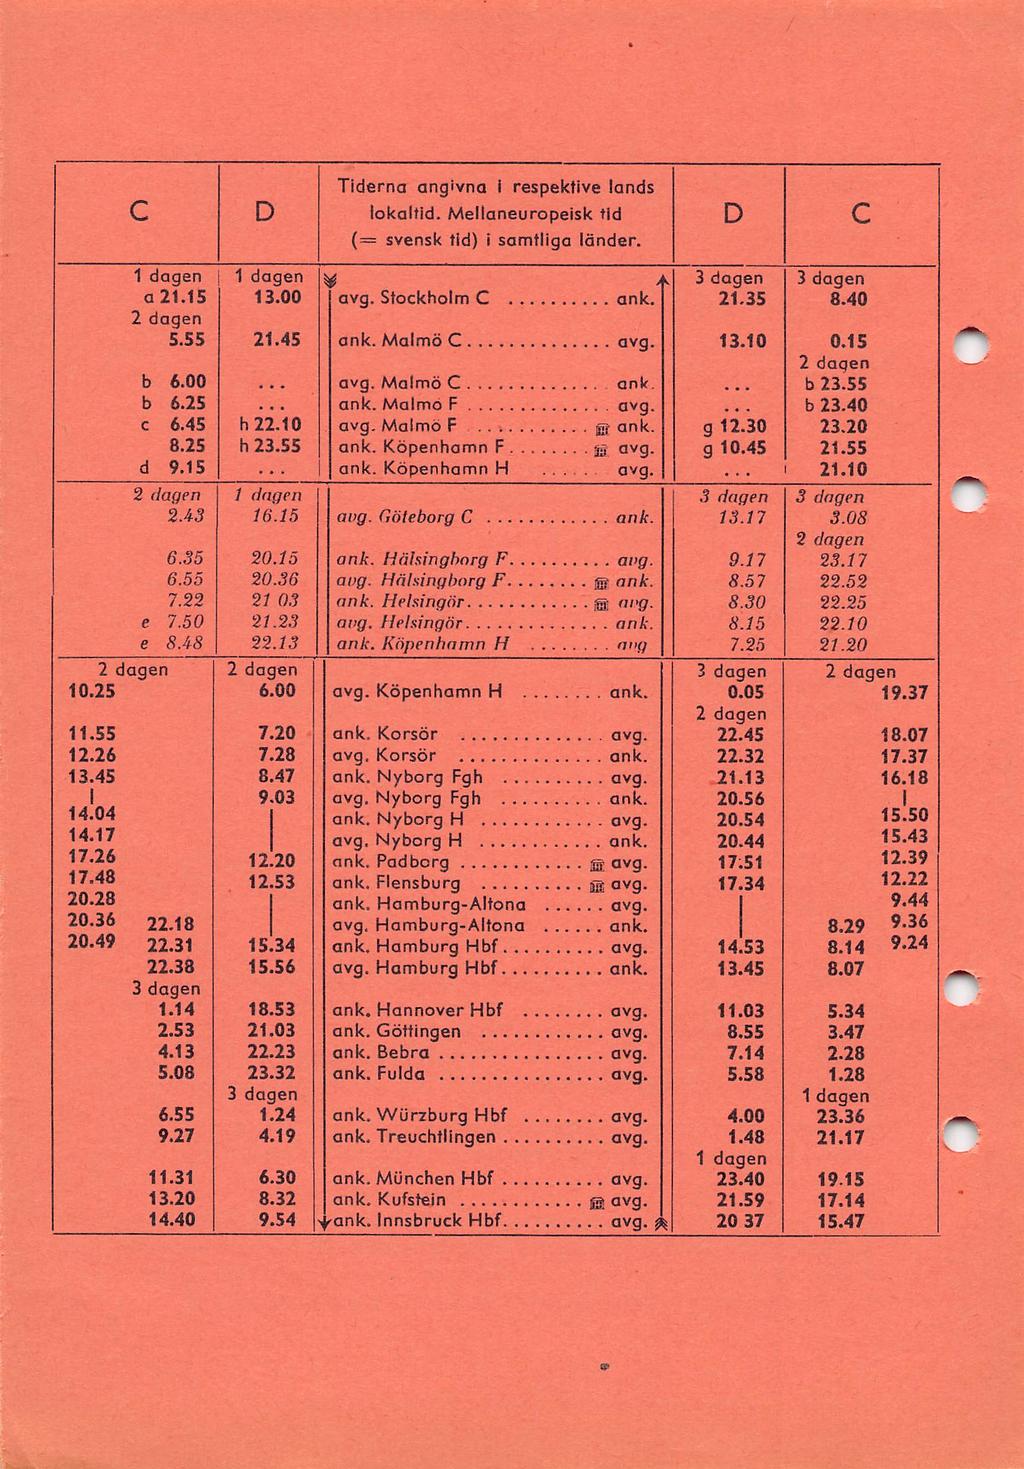 C D Tiderna angivna i respektive lands lokaltid. Mellaneuropeisk tid (= svensk tid) i samtliga länder. D C
1 dagen 1 dagen 3 dagen 3 dagen
a 21.15 13.00 avg. Stockholm C .......... ank. 21.35 8.40
2 dagen
5.55 21.45 ank. Malmö C .............. avg. 13.10 0.15
2 dagen
b 6.00 ... avg. Malmö C .............. ank. ... b 23.55
b 6.25 ... ank. Malmö F .............. avg. ... b 23.40
c 6.45 h 22.10 avg. Malmö F ............ ank. g 12.30 23.20
8.25 h 23.55 ank. Köpenhamn F ........ avg. g 10.45 21.55
d 9.15 ... ank. Köpenhamn H ...... avg. ... 21.10
2 dagen 1 dagen 3 dagen 3 dagen
2.43 16.15 avg. Göteborg C ............ ank. 13.17 3.08
2 dagen
6.35 20.15 ank. Hälsingborg F .......... avg. 9.17 23.17
6.55 20.36 avg. Hälsingborg F ........ ank. 8.57 22.52
7.22 21 03 ank. Helsingör ............ avg. 8.30 22.25
e 7.50 21.23 avg. Helsingör .............. ank. 8.15 22.10
e 8.48 22.13 ank. Köpenhamn H ........ avg 7.25 21.20
2 dagen 2 dagen 3 dagen 2 dagen
10.25 6.00 avg. Köpenhamn H ........ ank. 0.05 19.37
2 dagen
11.55 7.20 ank. Korsör .............. avg. 22.45 18.07
12.26 7.28 avg. Korsör .............. ank. 22.32 17.37
13.45 8.47 ank. Nyborg Fgh .......... avg. 21.13 16.18
| 9.03 avg. Nyborg Fgh .......... ank. 20.56 |
14.04 | ank. Nyborg H ............ avg. 20.54 15.50
14.17 | avg. Nyborg H ............ ank. 20.44 15.43
17.26 12.20 ank. Padborg ............ avg. 17.51 12.39
17.48 12.53 ank. Flensburg .......... avg. 17.34 12.22
20.28 | ank. Hamburg-Altona ...... avg. | 9.44
20.36 22.18 | avg. Hamburg-Altona ...... ank. | 8.29 9.36
20.49 22.31 15.34 ank. Hamburg Hbf .......... avg. 14.53 8.14 9.24
22.38 15.56 avg. Hamburg Hbf .......... ank. 13.45 8.07
3 dagen
1.14 18.53 ank. Hannover Hbf ........ avg. 11.03 5.34
2.53 21.03 ank. Göttingen ............ avg. 8.55 3.47
4.13 22.23 ank. Bebra ................ avg. 7.14 2.28
5.08 23.32 ank. Fulda ................ avg. 5.58 1.28
3 dagen 1 dagen
6.55 1.24 ank. Würzburg Hbf ........ avg. 4.00 23.36
9.27 4.19 ank. Treuchtlingen .......... avg. 1.48 21.17
1 dagen
11.31 6.30 ank. München Hbf .......... avg. 23.40 19.15
13.20 8.32 ank. Kufstein ............ avg. 21.59 17.14
14.40 9.54 ank. Innsbruck Hbf .......... avg. 20 37 15.47